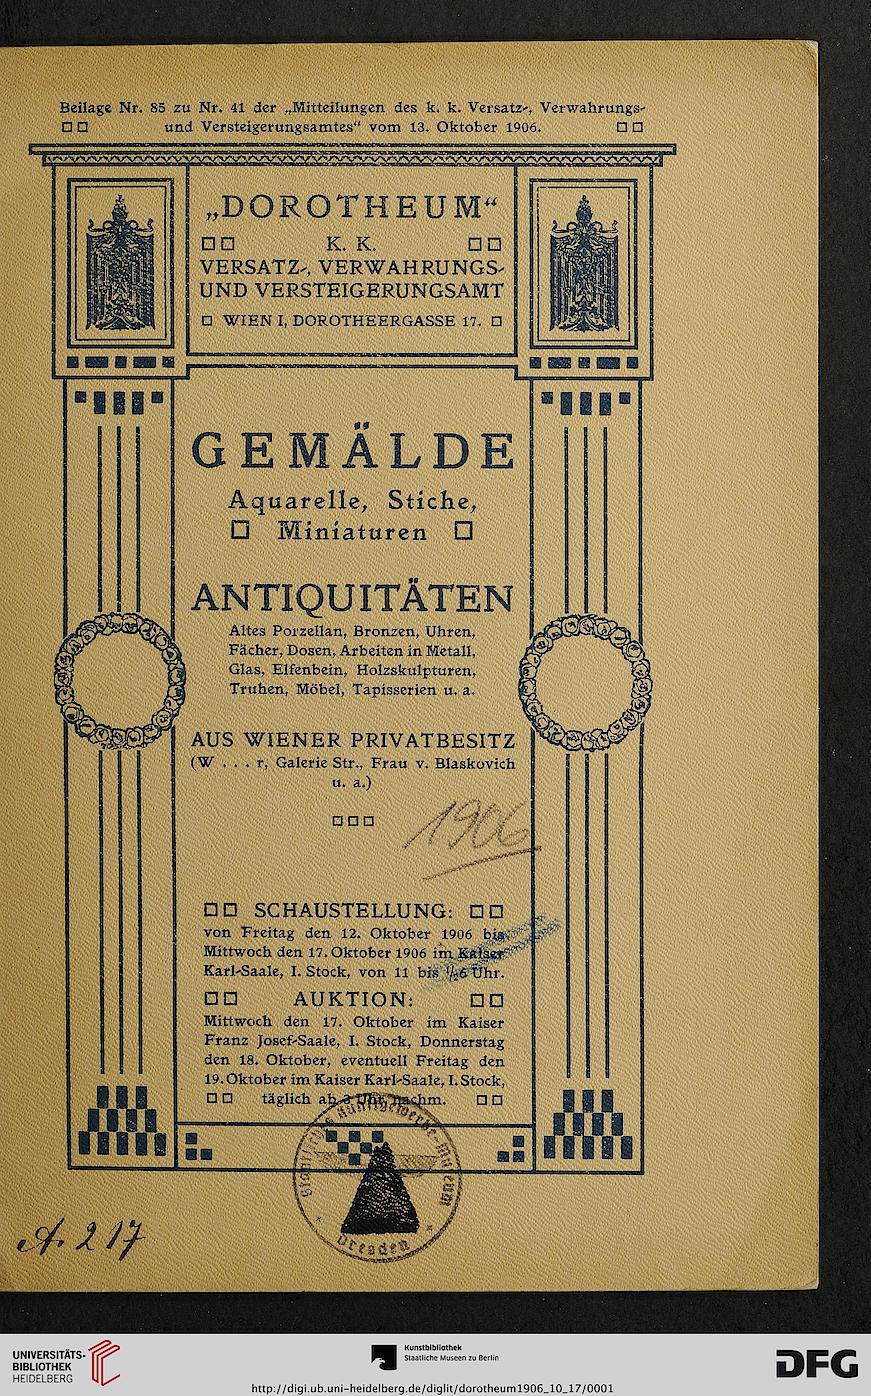 Beilage Nr. 85 zu Nr. 41 der „Mitteilungen des k. k. Versatz-, Verwahrungs-
□ □ und Versteigerungsamtes“ vom 13. Oktober 1906. □ □
„DOROTHEUM“
□ □ K. K. □ □
VERSATZ-, VERWAHRUNGS-
UND VERSTEIGERUNGSAMT
□ WIEN I, DOROTHEERGASSE 17. □
GEMÄLDE
Aquarelle, Stiche,
□ Miniaturen □
ANTIQUITÄTEN
Altes Porzellan, Bronzen, Uhren,
Fächer, Dosen, Arbeiten in Metall,
Glas, Elfenbein, Holzskulpturen,
Truhen, Möbel, Tapisserien u. a.
AUS WIENER PRIVATBESITZ
(W . . . r, Galerie Str., Frau v. Blaskovich
u. a.)
□ □ □
1906
□ □ SCHAUSTELLUNG: □ □
von Freitag den 12. Oktober 1906 bis
Mittwoch den 17. Oktober 1906 im Kaiser
Karl-Saale, I. Stock, von 11 bis ½6 Uhr.
□ □ AUKTION: □ □
Mittwoch den 17. Oktober im Kaiser
Franz Josef-Saale, I. Stock, Donnerstag
den 18. Oktober, eventuell Freitag den
19. Oktober im Kaiser Karl-Saale, I. Stock,
□ □ täglich ab 3 Uhr nachm. □ □
Staatliches Kunstgewerbe-Museum
Dresden
A. 217
UNIVERSITÄTS-
BIBLIOTHEK
HEIDELBERG
Kunstbibliothek
Staatliche Museen zu Berlin
DFG
http://digi.ub.uni-heidelberg.de/diglit/dorotheum1906_10_17/0001